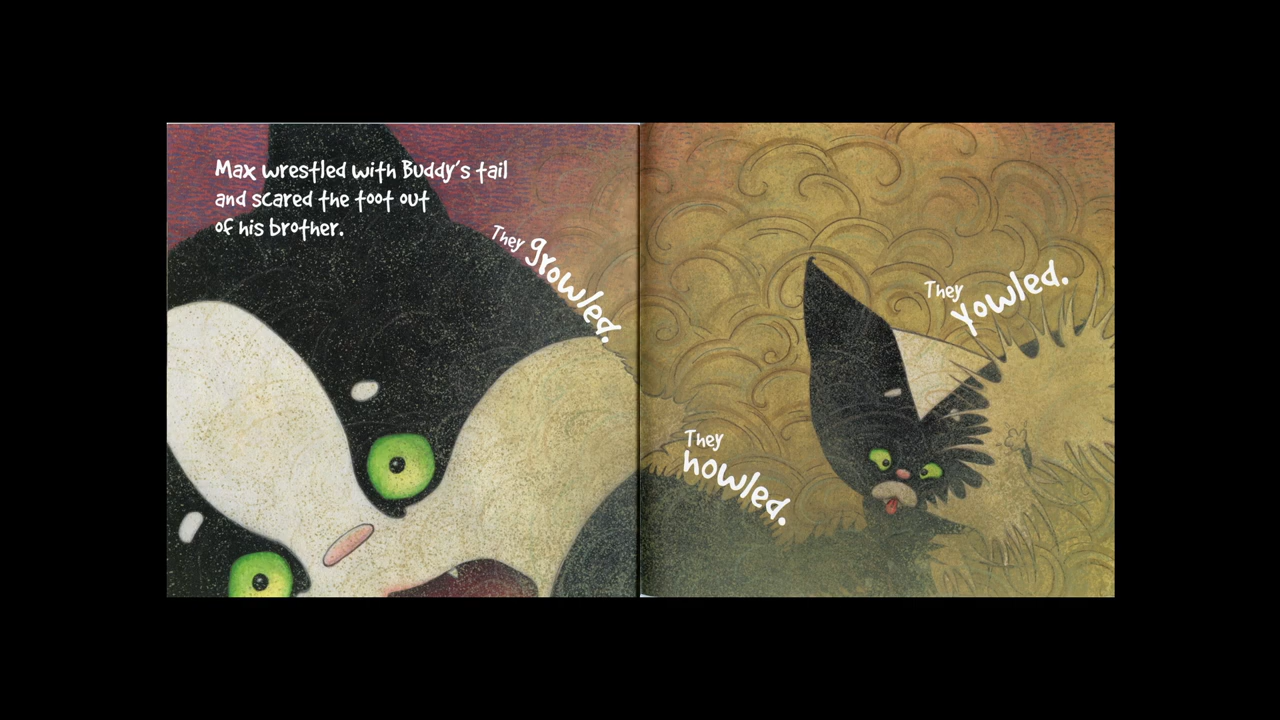 Max wrestled with Buddy's tail
and scared the toot out
of his brother.
They growled.
They
howled.
They
yowled.